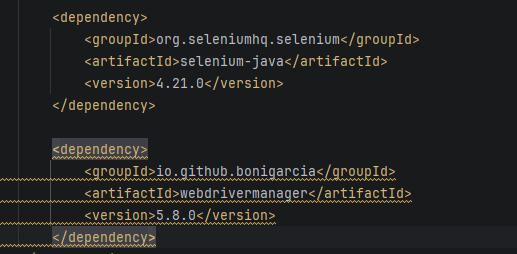 <dependency>
<groupId>org.seleniumhq.selenium</groupId>
<artifactId>selenium-java</artifactId>
<version>4.21.0</version>
</dependency>
<dependency>
<groupId>io.github.bonigarcia</groupId>
<artifactId>webdrivermanager</artifactId>
<version>5.8.0</version>
</dependency>